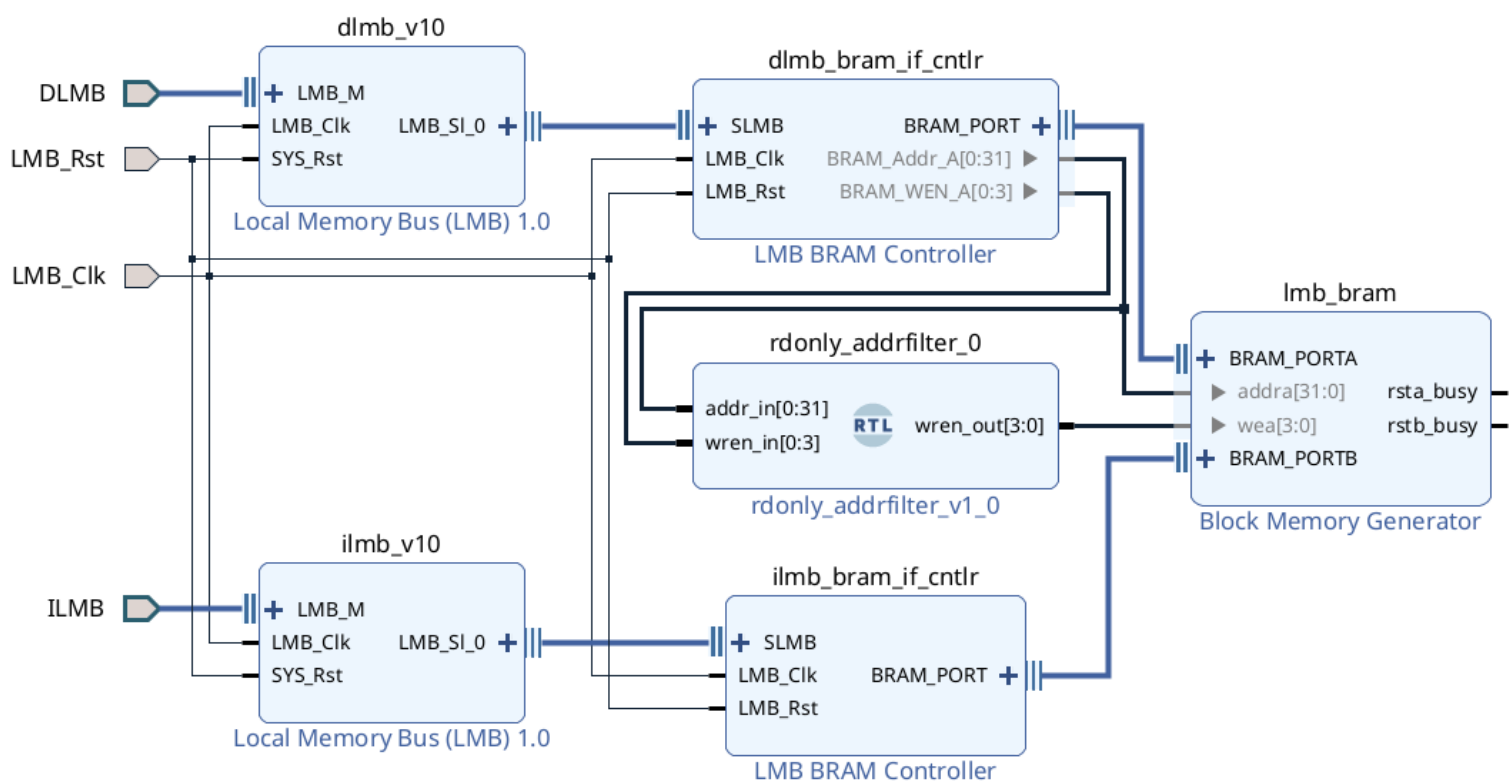 dlmb_v10
DLMB
LMB_M
LMB_Clk
LMB_Sl_0
LMB_Rst
SYS_Rst
Local Memory Bus (LMB) 1.0
dlmb_bram_if_cntlr
SLMB
BRAM_PORT
LMB_Clk
BRAM_Addr_A[0:31]
LMB_Rst
BRAM_WEN_A[0:3]
LMB BRAM Controller
LMB_Clk
lmb_bram
BRAM_PORTA
addra[31:0]
rsta_busy
wea[3:0]
rstb_busy
BRAM_PORTB
Block Memory Generator
rdonly_addrfilter_0
addr_in[0:31]
RTL
wren_out[3:0]
wren_in[0:3]
rdonly_addrfilter_v1_0
ilmb_v10
ILMB
LMB_M
LMB_Clk
LMB_Sl_0
SYS_Rst
Local Memory Bus (LMB) 1.0
ilmb_bram_if_cntlr
SLMB
LMB_Clk
BRAM_PORT
LMB_Rst
LMB BRAM Controller